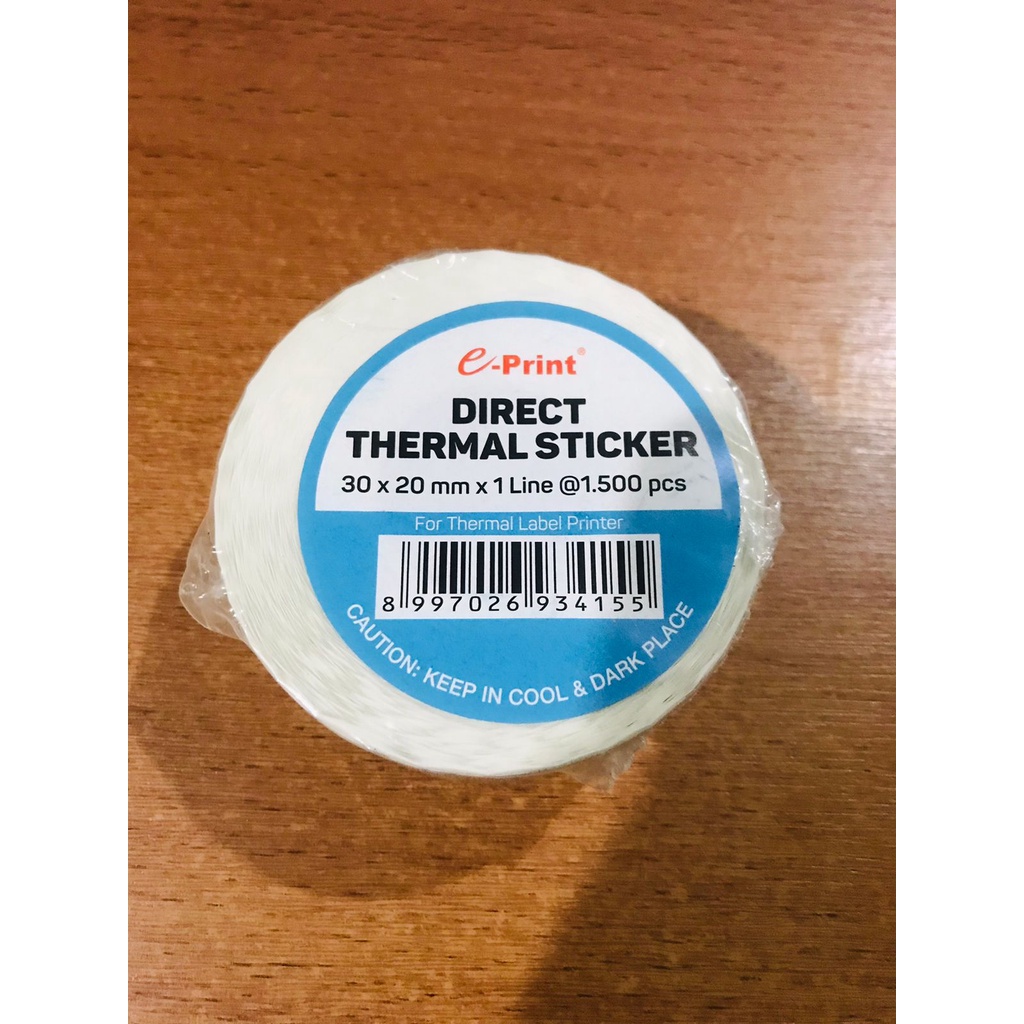 e-Print®
DIRECT
THERMAL STICKER
30 x 20 mm x 1 Line @1.500 pcs
For Thermal Label Printer
8 997026 934155
CAUTION: KEEP IN COOL & DARK PLACE